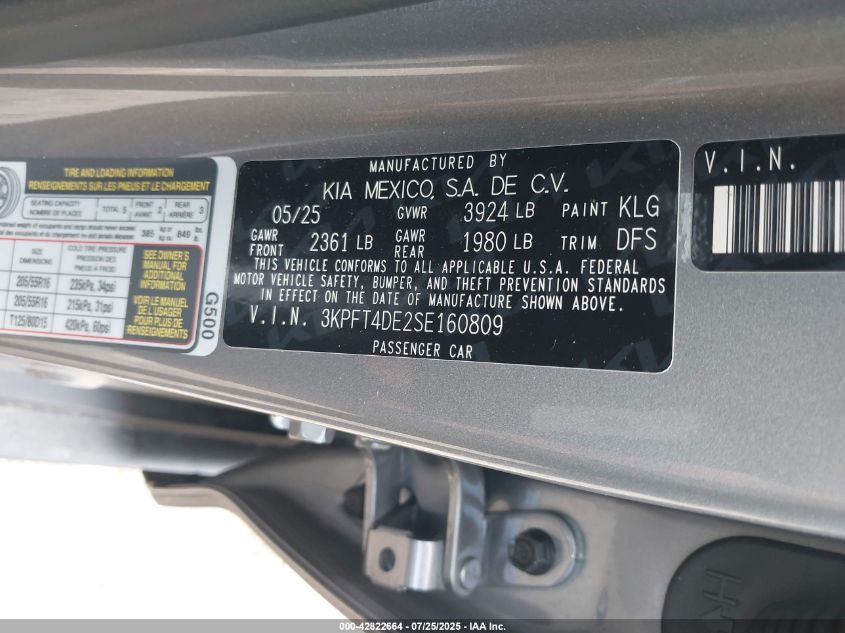 TIRE AND LOADING INFORMATION
RENSEIGNEMENTS SUR LES PNEUS ET LE CHARGEMENT
SEATING CAPACITY
NOMBRE DE PLACES
TOTAL 5
FRONT
AVANT 2
REAR
ARRIÈRE 3
385 kg or 849 lbs.
SIZE
DIMENSIONS
COLD TIRE PRESSURE
PRESSION DES
PNEUS À FROID
205/55R16 225kPa, 34psi
205/55R16 215kPa, 31psi
T125/80D15 420kPa, 60psi
SEE OWNER'S
MANUAL FOR
ADDITIONAL
INFORMATION
VOIR LE MANUEL
DE L'USAGER
POUR PLUS DE
RENSEIGNEMENTS
G500
MANUFACTURED BY
KIA MEXICO, S.A. DE C.V.
05/25 GVWR 3924 LB PAINT KLG
GAWR FRONT 2361 LB GAWR REAR 1980 LB TRIM DFS
THIS VEHICLE CONFORMS TO ALL APPLICABLE U.S.A. FEDERAL
MOTOR VEHICLE SAFETY, BUMPER, AND THEFT PREVENTION STANDARDS
IN EFFECT ON THE DATE OF MANUFACTURE SHOWN ABOVE.
V.I.N. 3KPFT4DE2SE160809
PASSENGER CAR
V.I.N.
000-42822664 - 07/25/2025 - IAA Inc.